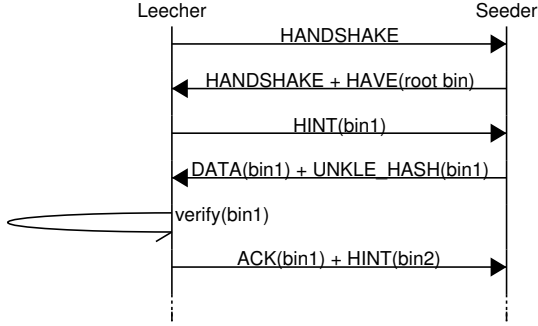 Leecher Seeder
HANDSHAKE
HANDSHAKE + HAVE(root bin)
HINT(bin1)
DATA(bin1) + UNKLE_HASH(bin1)
verify(bin1)
ACK(bin1) + HINT(bin2)